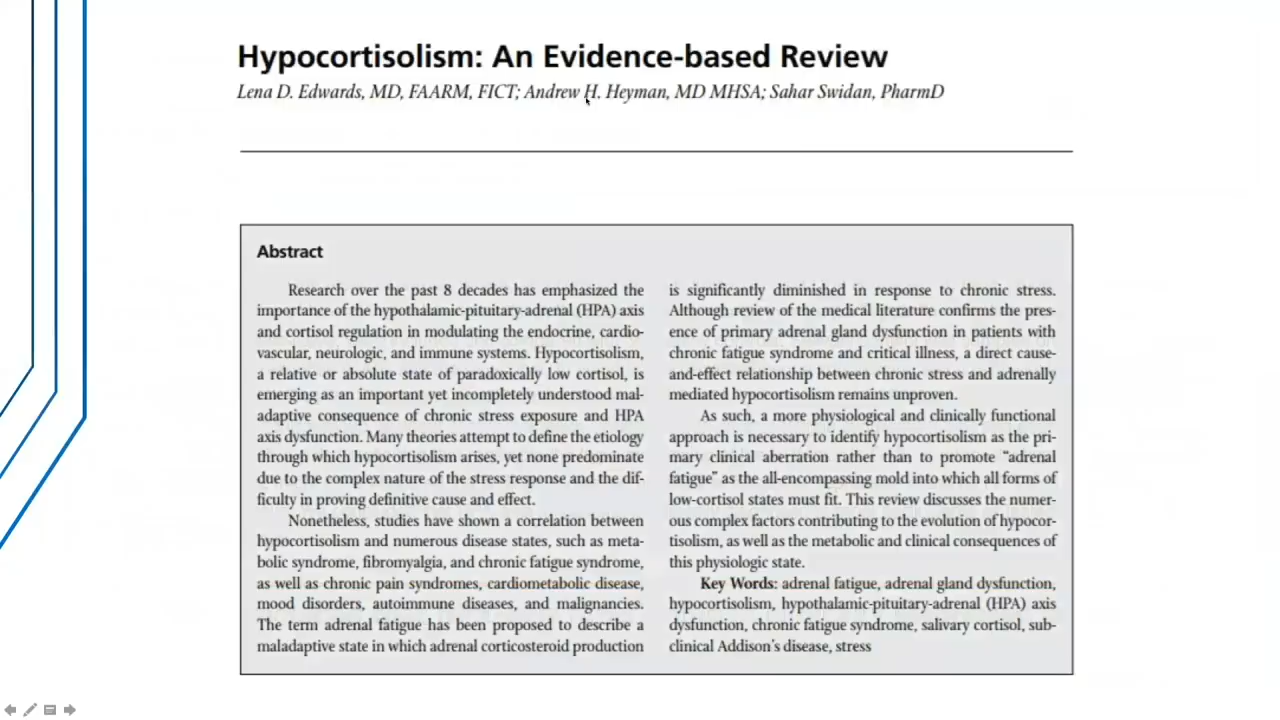 Hypocortisolism: An Evidence-based Review
Lena D. Edwards, MD, FAARM, FICT; Andrew H. Heyman, MD MHSA; Sahar Swidan, PharmD
Abstract
Research over the past 8 decades has emphasized the
importance of the hypothalamic-pituitary-adrenal (HPA) axis
and cortisol regulation in modulating the endocrine, cardio-
vascular, neurologic, and immune systems. Hypocortisolism,
a relative or absolute state of paradoxically low cortisol, is
emerging as an important yet incompletely understood mal-
adaptive consequence of chronic stress exposure and HPA
axis dysfunction. Many theories attempt to define the etiology
through which hypocortisolism arises, yet none predominate
due to the complex nature of the stress response and the dif-
ficulty in proving definitive cause and effect.
Nonetheless, studies have shown a correlation between
hypocortisolism and numerous disease states, such as meta-
bolic syndrome, fibromyalgia, and chronic fatigue syndrome,
as well as chronic pain syndromes, cardiometabolic disease,
mood disorders, autoimmune diseases, and malignancies.
The term adrenal fatigue has been proposed to describe a
maladaptive state in which adrenal corticosteroid production
is significantly diminished in response to chronic stress.
Although review of the medical literature confirms the pres-
ence of primary adrenal gland dysfunction in patients with
chronic fatigue syndrome and critical illness, a direct cause-
and-effect relationship between chronic stress and adrenally
mediated hypocortisolism remains unproven.
As such, a more physiological and clinically functional
approach is necessary to identify hypocortisolism as the pri-
mary clinical aberration rather than to promote “adrenal
fatigue” as the all-encompassing mold into which all forms of
low-cortisol states must fit. This review discusses the numer-
ous complex factors contributing to the evolution of hypocor-
tisolism, as well as the metabolic and clinical consequences of
this physiologic state.
Key Words: adrenal fatigue, adrenal gland dysfunction,
hypocortisolism, hypothalamic-pituitary-adrenal (HPA) axis
dysfunction, chronic fatigue syndrome, salivary cortisol, sub-
clinical Addison’s disease, stress